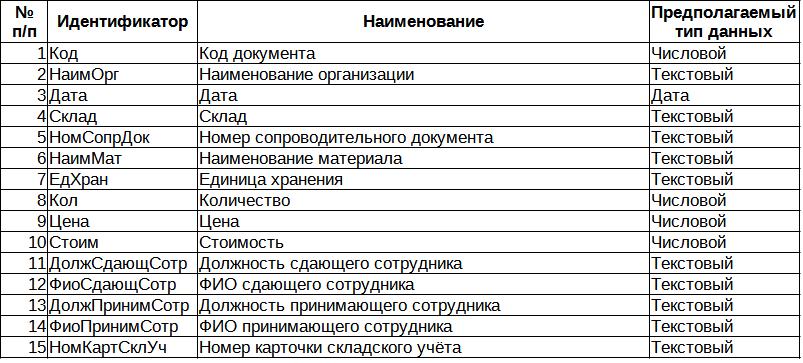 № п/п Идентификатор Наименование Предполагаемый тип данных
1 Код Код документа Числовой
2 НаимОрг Наименование организации Текстовый
3 Дата Дата Дата
4 Склад Склад Текстовый
5 НомСопрДок Номер сопроводительного документа Текстовый
6 НаимМат Наименование материала Текстовый
7 ЕдХран Единица хранения Текстовый
8 Кол Количество Числовой
9 Цена Цена Числовой
10 Стоим Стоимость Числовой
11 ДолжСдающСотр Должность сдающего сотрудника Текстовый
12 ФиоСдающСотр ФИО сдающего сотрудника Текстовый
13 ДолжПринимСотр Должность принимающего сотрудника Текстовый
14 ФиоПринимСотр ФИО принимающего сотрудника Текстовый
15 НомКартСклУч Номер карточки складского учёта Текстовый